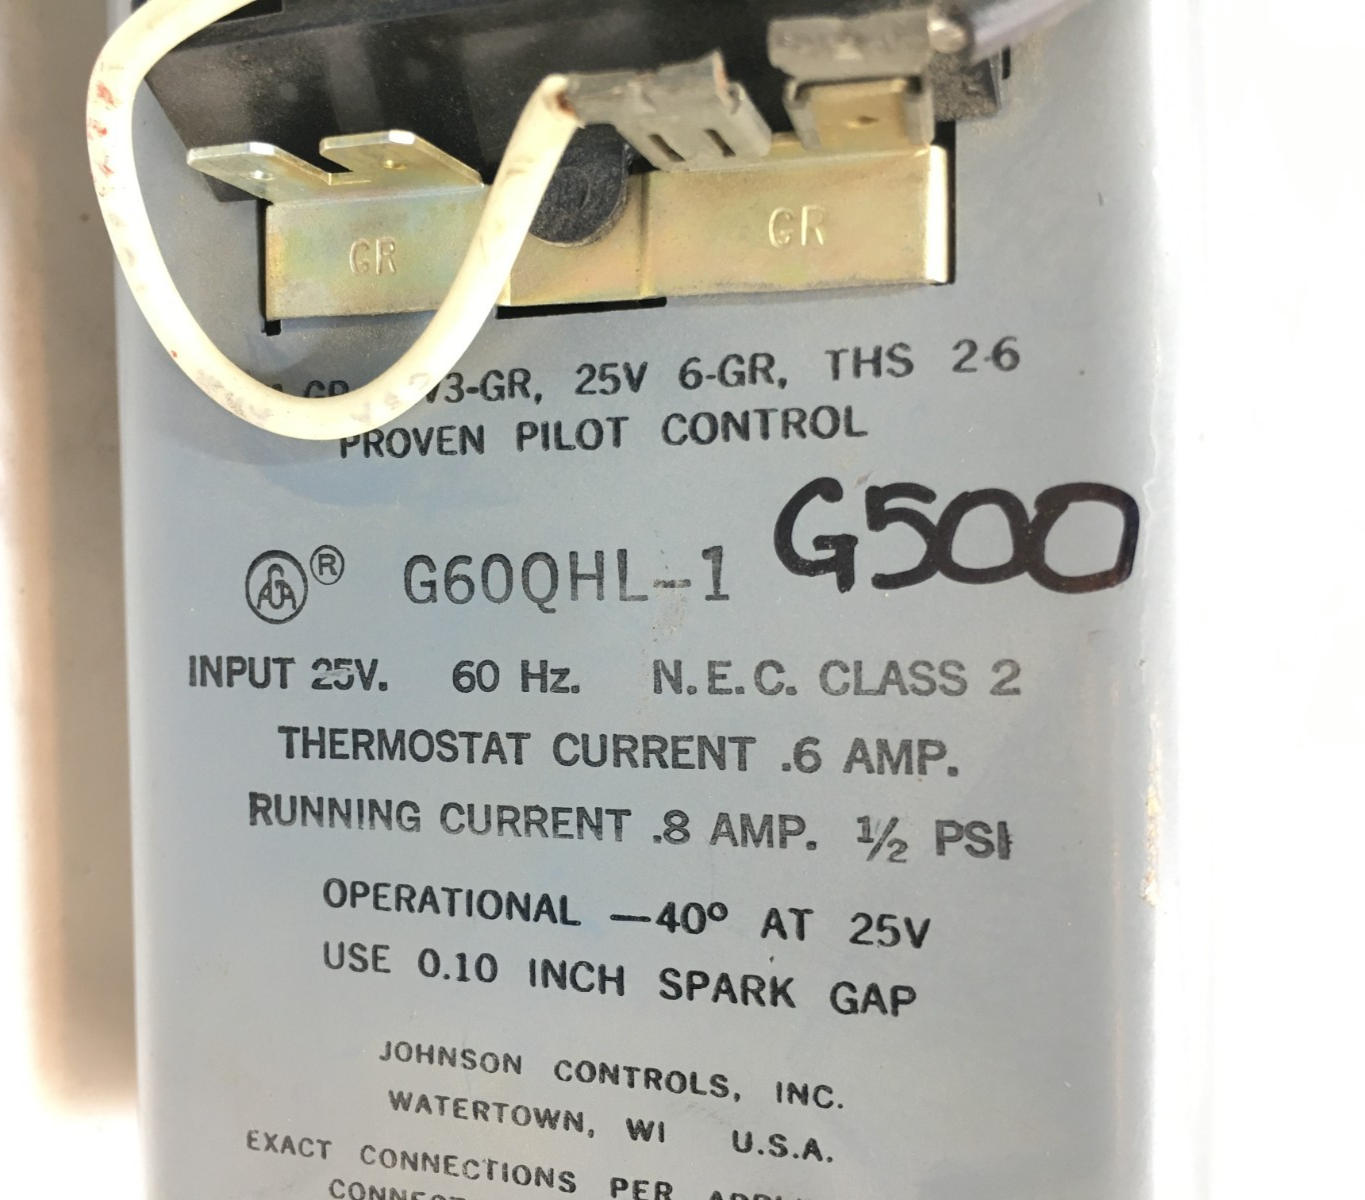 GR GR
/3-GR, 25V 6-GR, THS 2-6
PROVEN PILOT CONTROL
G500
AGA ® G60QHL-1
INPUT 25V. 60 Hz. N.E.C. CLASS 2
THERMOSTAT CURRENT .6 AMP.
RUNNING CURRENT .8 AMP. 1/2 PSI
OPERATIONAL —40° AT 25V
USE 0.10 INCH SPARK GAP
JOHNSON CONTROLS, INC.
WATERTOWN, WI U.S.A.
EXACT CONNECTIONS PER